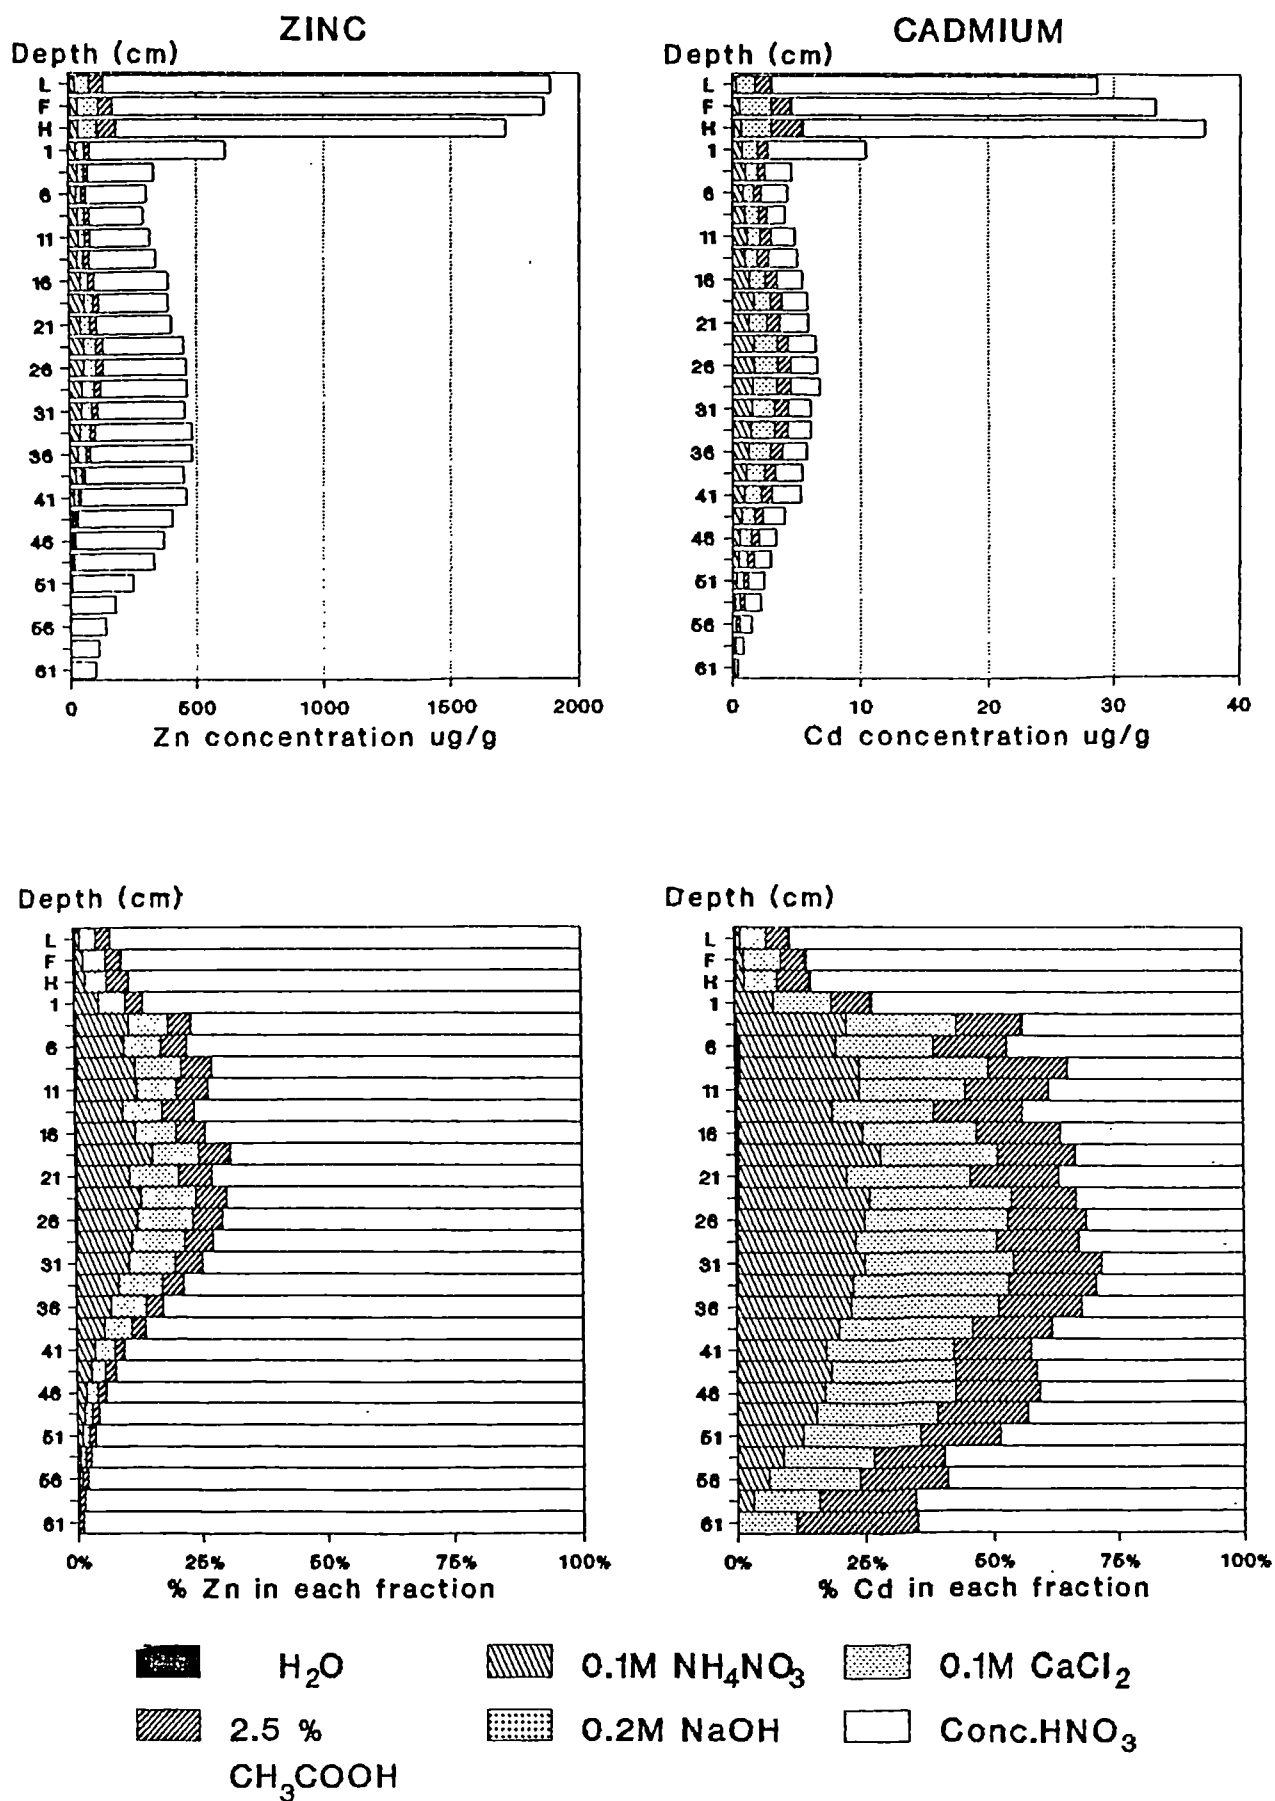 ZINC
Depth (cm)
L
F
H
1
6
11
16
21
26
31
36
41
46
51
56
61
0 500 1000 1500 2000
Zn concentration ug/g
CADMIUM
Depth (cm)
L
F
H
1
6
11
16
21
26
31
36
41
46
51
56
61
0 10 20 30 40
Cd concentration ug/g
Depth (cm)
L
F
H
1
6
11
16
21
26
31
36
41
46
51
56
61
0% 25% 50% 75% 100%
% Zn in each fraction
Depth (cm)
L
F
H
1
6
11
16
21
26
31
36
41
46
51
56
61
0% 25% 50% 75% 100%
% Cd in each fraction
H₂O 0.1M NH₄NO₃ 0.1M CaCl₂
2.5 % 0.2M NaOH Conc.HNO₃
CH₃COOH